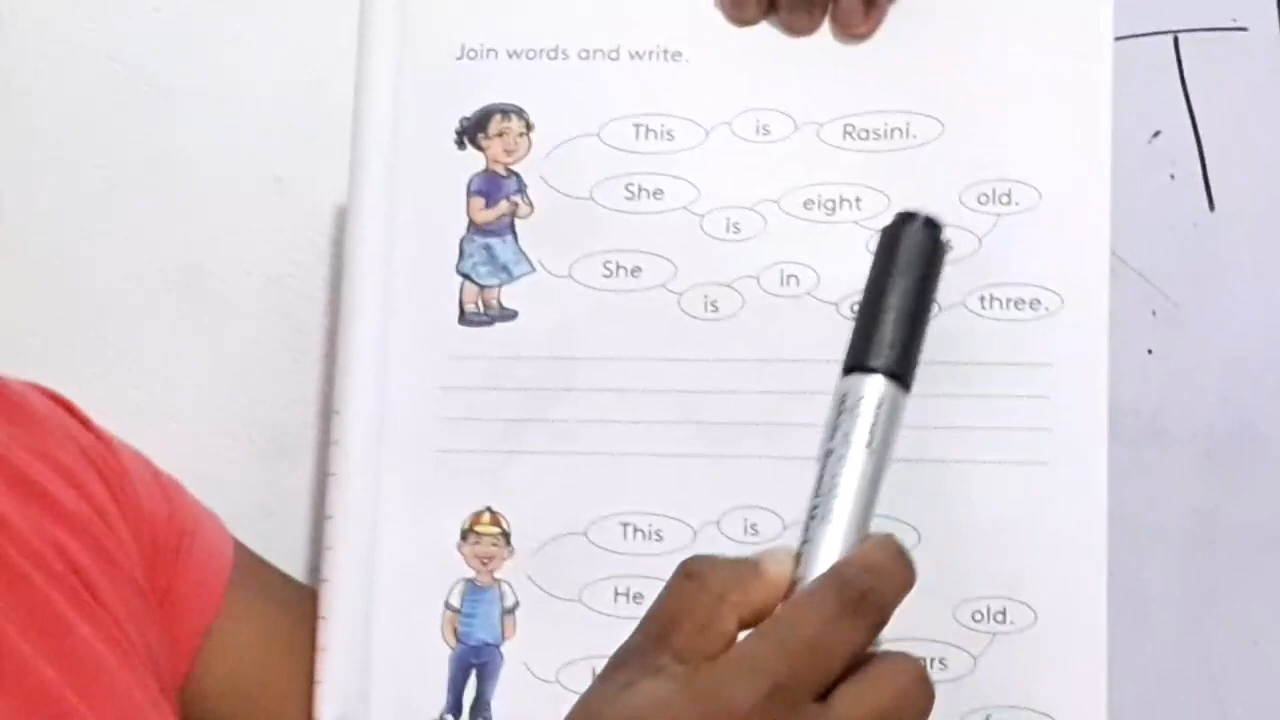 Join words and write.
This is Rasini.
She is eight old.
She is in three.
This is
He
old.